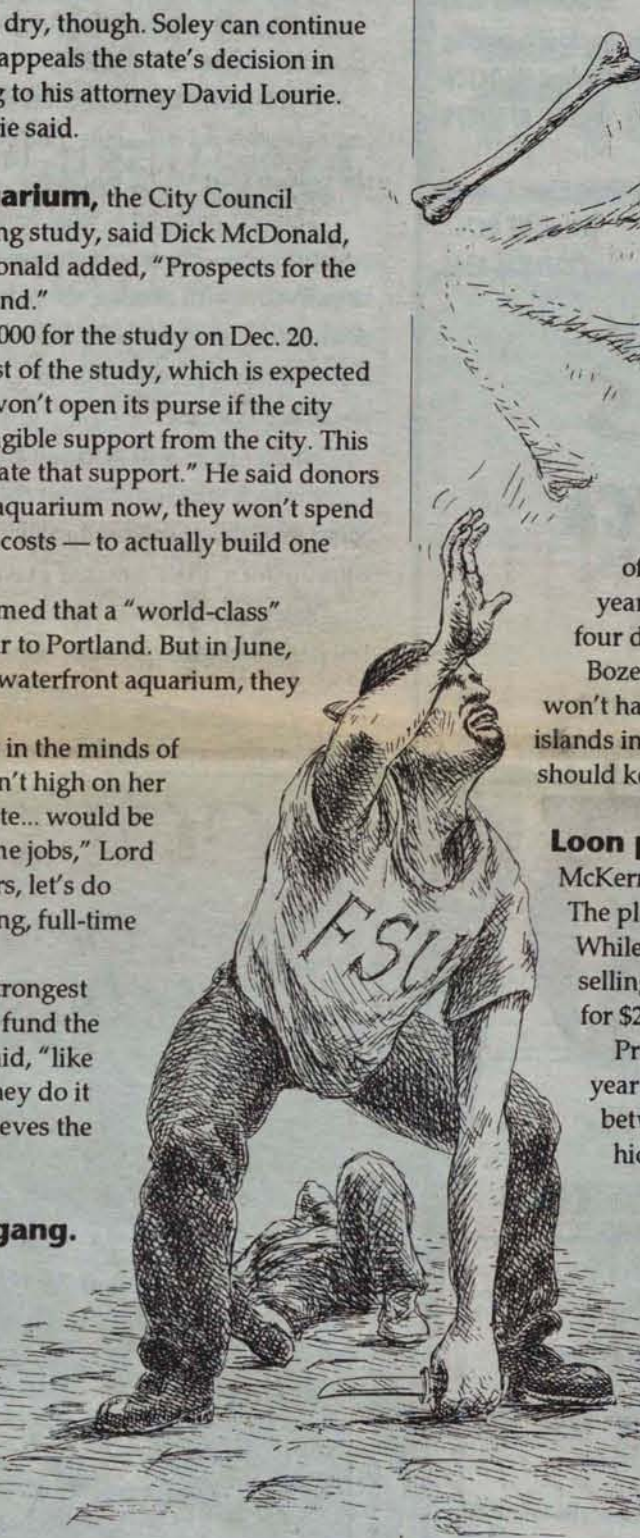 dry, though. Soley can continue
appeals the state's decision in
g to his attorney David Lourie.
ie said.
arium, the City Council
ng study, said Dick McDonald,
onald added, “Prospects for the
nd.”
000 for the study on Dec. 20.
st of the study, which is expected
won't open its purse if the city
gible support from the city. This
ate that support.” He said donors
aquarium now, they won't spend
costs — to actually build one
med that a “world-class”
r to Portland. But in June,
waterfront aquarium, they
in the minds of
n't high on her
te... would be
ne jobs,” Lord
rs, let's do
ng, full-time
rongest
fund the
id, “like
ey do it
eves the
gang.
FSU
of
year
four d
Boze
won't ha
islands in
should ke
Loon p
McKern
The pl
While
selling
for $2
Pr
year
betw
hic